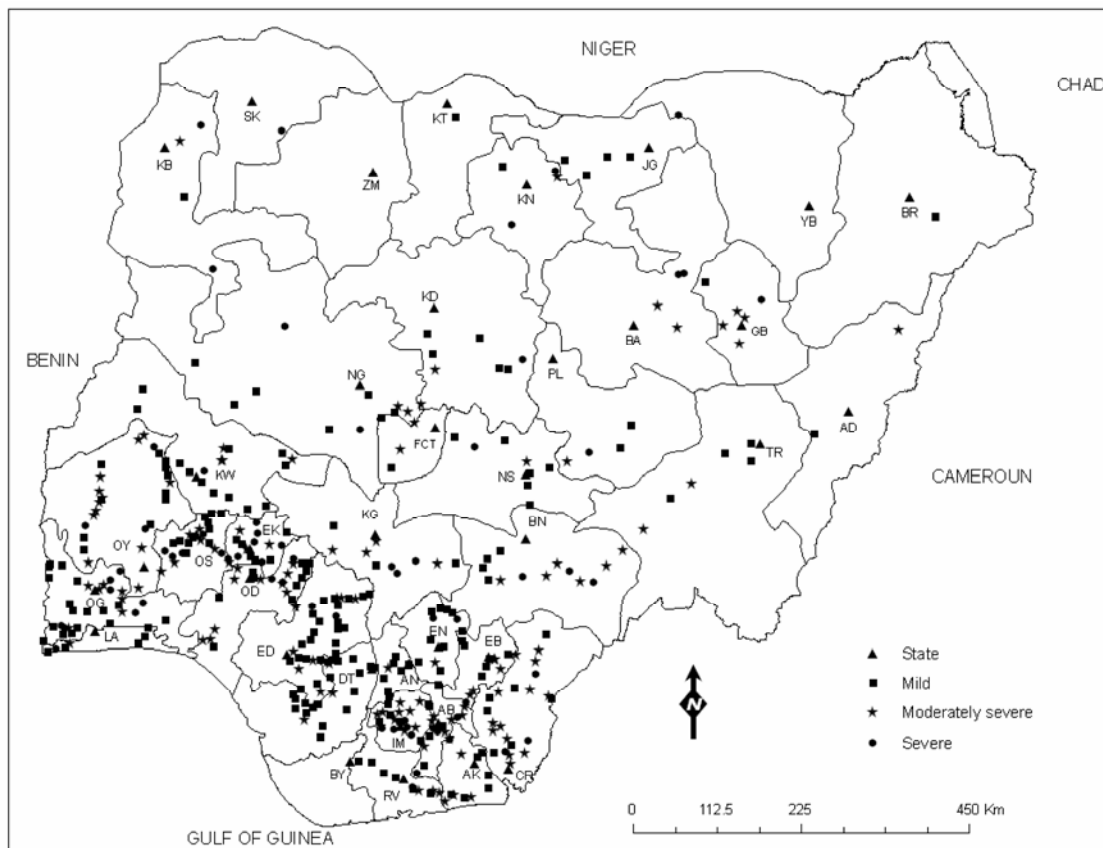 NIGER
CHAD
SK
KT
KB
JG
ZM
KN
YB
BR
KD
BA
GB
BENIN
PL
NG
AD
FCT
TR
KW
NS
CAMEROUN
KG
BN
EK
OY
OS
OD
OG
EN
EB
LA
ED
DT
AN
AB
IM
BY
AK
CR
RV
State
Mild
Moderately severe
Severe
N
0 112.5 225 450 Km
GULF OF GUINEA